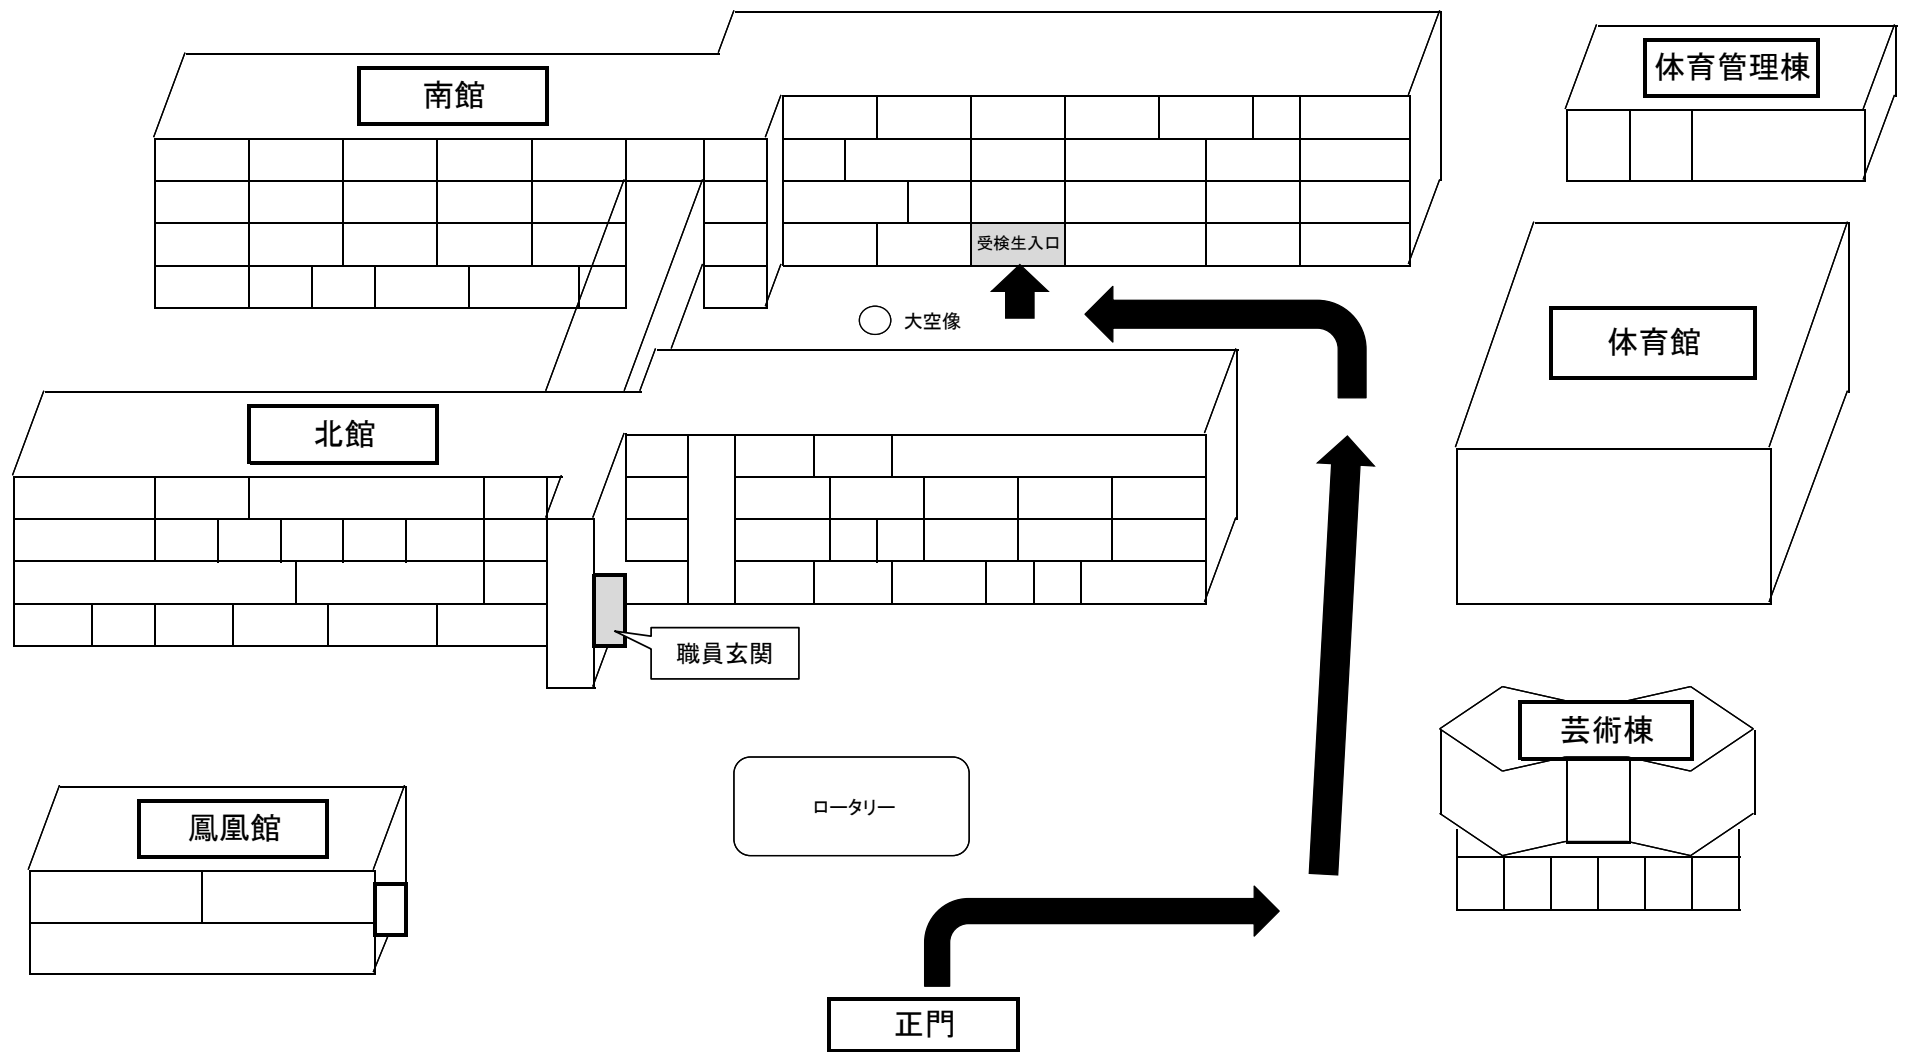 南館
体育管理棟
受検生入口
大空像
体育館
北館
職員玄関
芸術棟
ロータリー
鳳凰館
正門